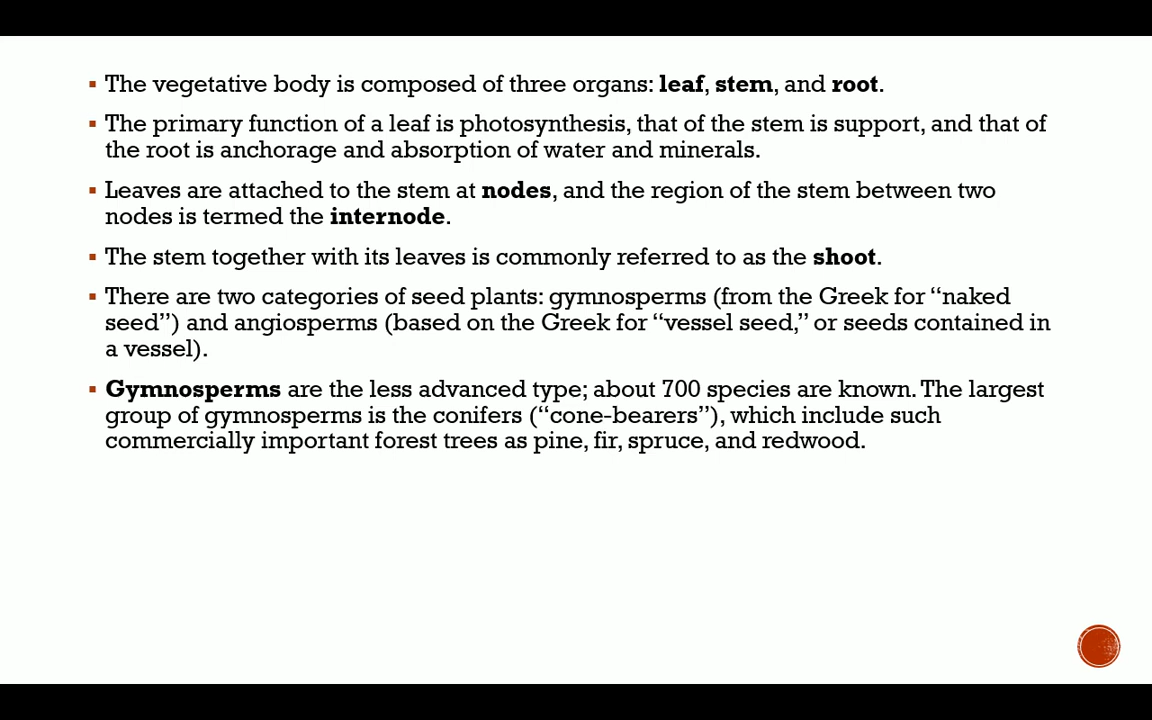 ▪ The vegetative body is composed of three organs: leaf, stem, and root.
▪ The primary function of a leaf is photosynthesis, that of the stem is support, and that of
the root is anchorage and absorption of water and minerals.
▪ Leaves are attached to the stem at nodes, and the region of the stem between two
nodes is termed the internode.
▪ The stem together with its leaves is commonly referred to as the shoot.
▪ There are two categories of seed plants: gymnosperms (from the Greek for “naked
seed”) and angiosperms (based on the Greek for “vessel seed,” or seeds contained in
a vessel).
▪ Gymnosperms are the less advanced type; about 700 species are known. The largest
group of gymnosperms is the conifers (“cone-bearers”), which include such
commercially important forest trees as pine, fir, spruce, and redwood.